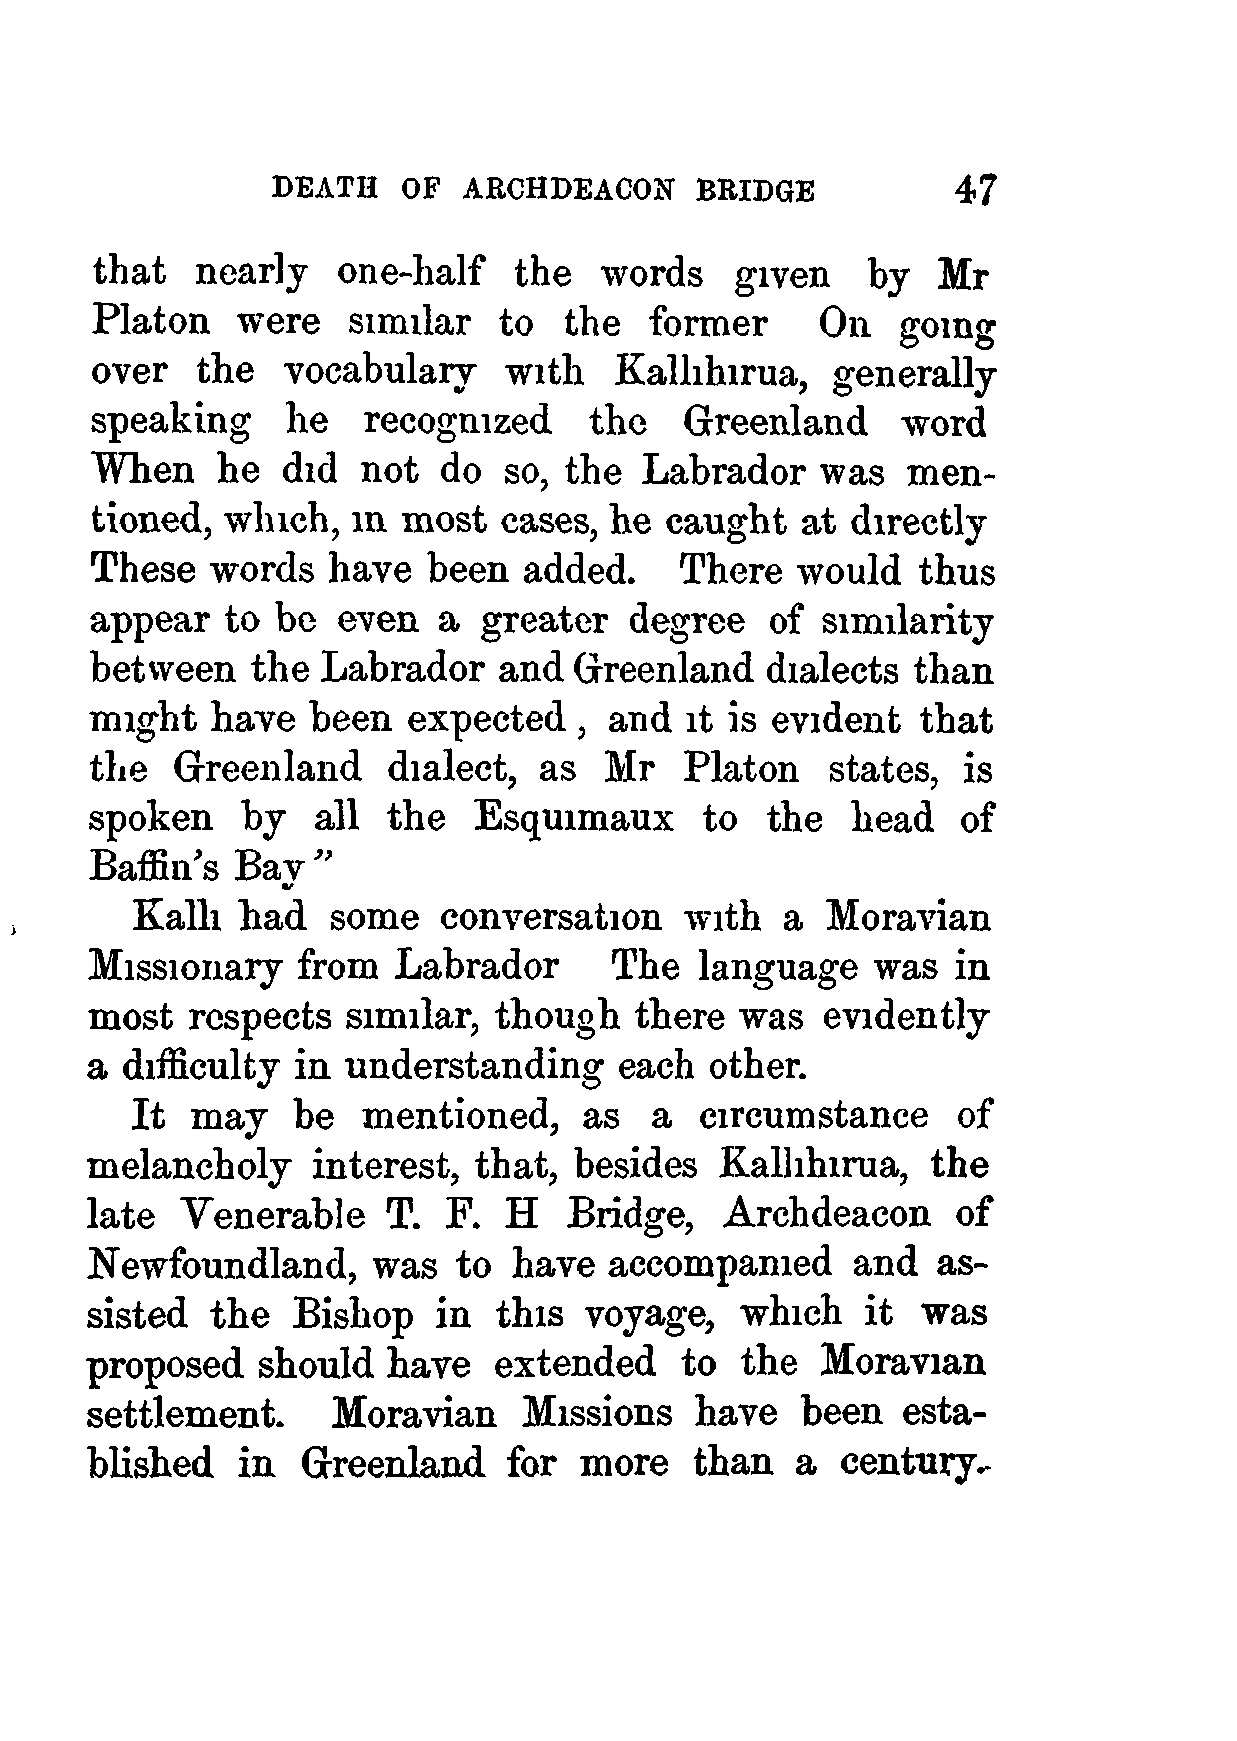 DEATH OF ARCHDEACON BRIDGE 47
that nearly one-half the words given by Mr
Platon were similar to the former On going
over the vocabulary with Kallihirua, generally
speaking he recognized the Greenland word
When he did not do so, the Labrador was men-
tioned, which, in most cases, he caught at directly
These words have been added. There would thus
appear to be even a greater degree of similarity
between the Labrador and Greenland dialects than
might have been expected, and it is evident that
the Greenland dialect, as Mr Platon states, is
spoken by all the Esquimaux to the head of
Baffin's Bay"
Kalli had some conversation with a Moravian
Missionary from Labrador The language was in
most respects similar, though there was evidently
a difficulty in understanding each other.
It may be mentioned, as a circumstance of
melancholy interest, that, besides Kallihirua, the
late Venerable T. F. H Bridge, Archdeacon of
Newfoundland, was to have accompanied and as-
sisted the Bishop in this voyage, which it was
proposed should have extended to the Moravian
settlement. Moravian Missions have been esta-
blished in Greenland for more than a century.